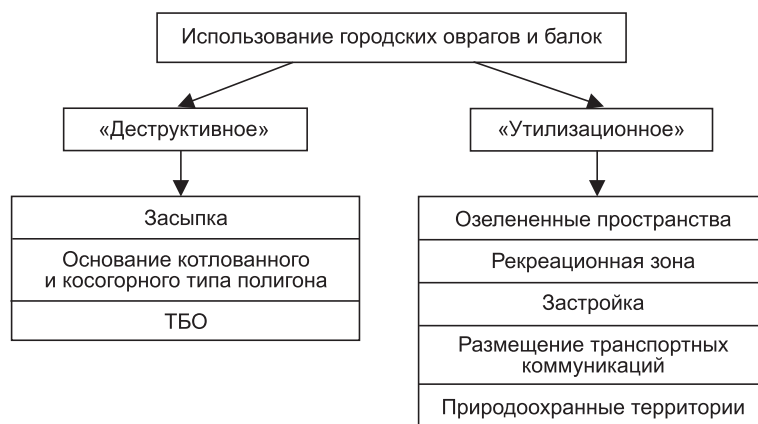 Использование городских оврагов и балок
«Деструктивное»
«Утилизационное»
Засыпка
Основание котлованного
и косогорного типа полигона
ТБО
Озелененные пространства
Рекреационная зона
Застройка
Размещение транспортных
коммуникаций
Природоохранные территории